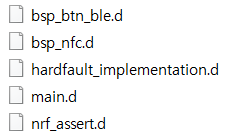 bsp_btn_ble.d
bsp_nfc.d
hardfault_implementation.d
main.d
nrf_assert.d